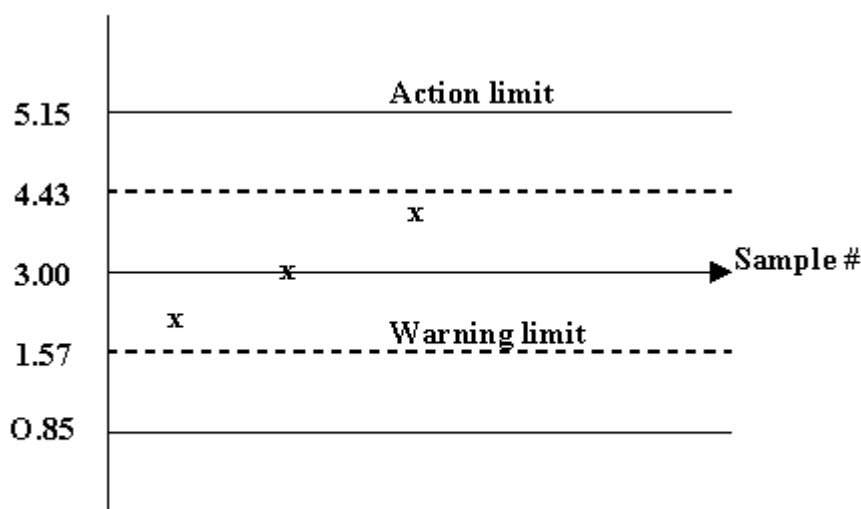 Action limit
5.15
4.43
x
Sample #
3.00
x
x
Warning limit
1.57
O.85